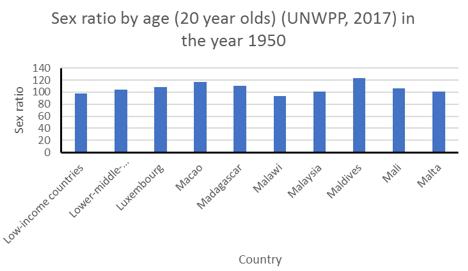 Sex ratio by age (20 year olds) (UNWPP, 2017) in
the year 1950
140
120
100
80
60
40
20
0
Sex ratio
Low-income countries
Lower-middle-...
Luxembourg
Macao
Madagascar
Malawi
Malaysia
Maldives
Mali
Malta
Country